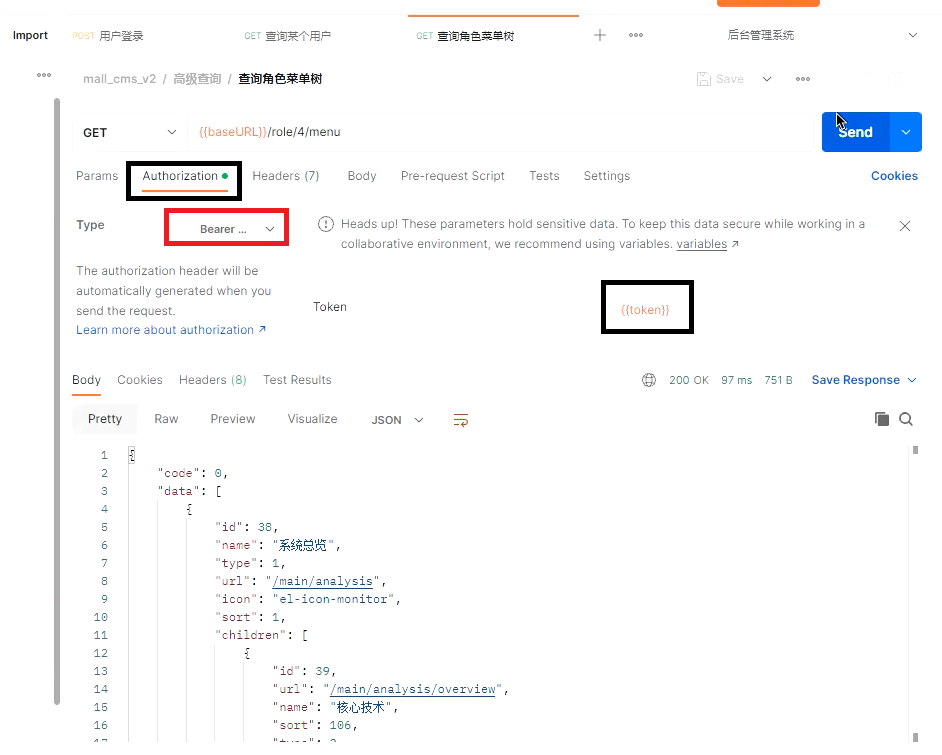 Import
POST 用户登录
GET 查询某个用户
GET 查询角色菜单树
后台管理系统
mall_cms_v2 / 高级查询 / 查询角色菜单树
Save
GET
{{baseURL}}/role/4/menu
Send
Params
Authorization
Headers (7)
Body
Pre-request Script
Tests
Settings
Cookies
Type
Bearer ...
Heads up! These parameters hold sensitive data. To keep this data secure while working in a
collaborative environment, we recommend using variables. variables ↗
The authorization header will be
automatically generated when you
send the request.
Learn more about authorization ↗
Token
{{token}}
Body
Cookies
Headers (8)
Test Results
200 OK
97 ms
751 B
Save Response
Pretty
Raw
Preview
Visualize
JSON
1 {
2 "code": 0,
3 "data": [
4 {
5 "id": 38,
6 "name": "系统总览",
7 "type": 1,
8 "url": "/main/analysis",
9 "icon": "el-icon-monitor",
10 "sort": 1,
11 "children": [
12 {
13 "id": 39,
14 "url": "/main/analysis/overview",
15 "name": "核心技术",
16 "sort": 106,